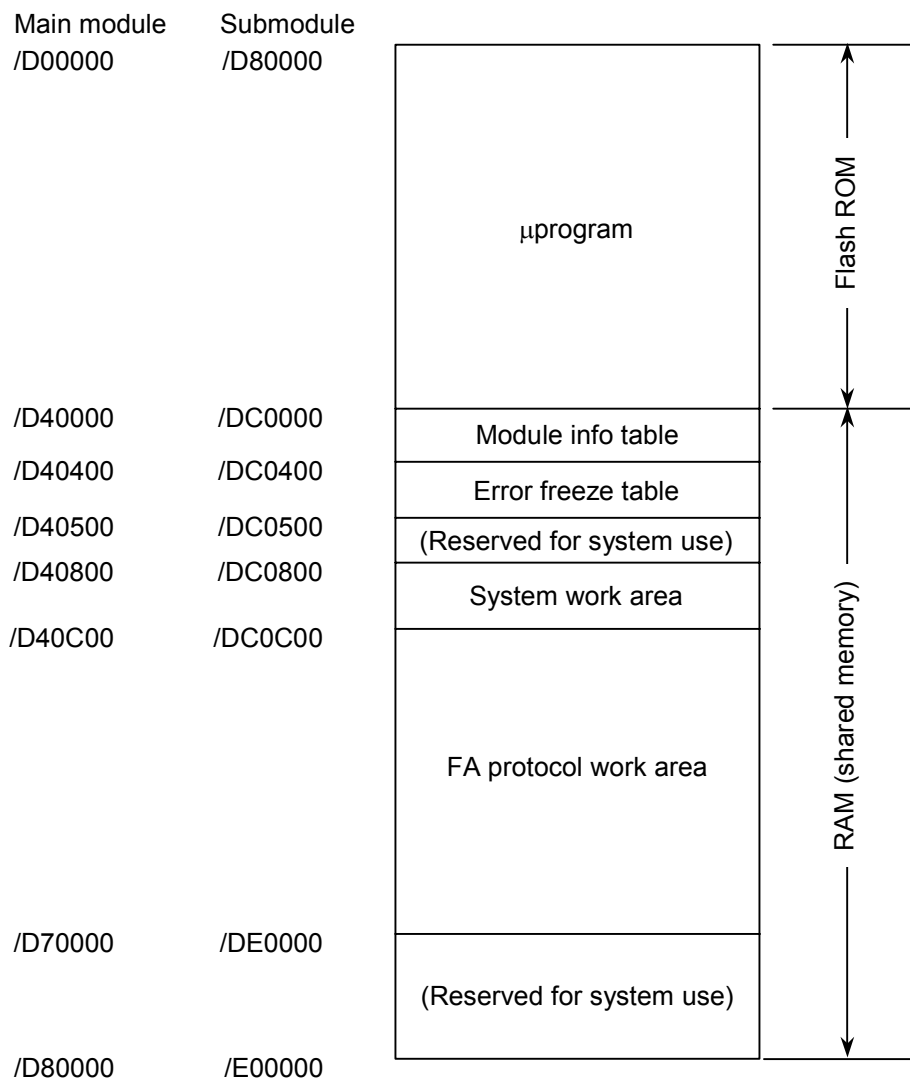 Main module Submodule
/D00000 /D80000
μprogram
Flash ROM
/D40000 /DC0000
Module info table
/D40400 /DC0400
Error freeze table
/D40500 /DC0500
(Reserved for system use)
/D40800 /DC0800
System work area
/D40C00 /DC0C00
FA protocol work area
RAM (shared memory)
/D70000 /DE0000
(Reserved for system use)
/D80000 /E00000